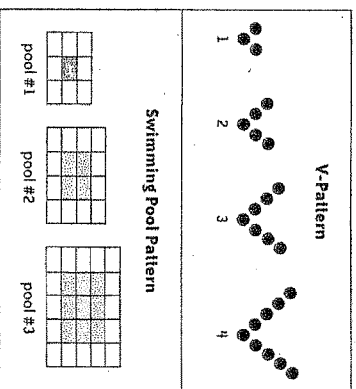 V-Pattern
1
2
3
4
Swimming Pool Pattern
pool #1
pool #2
pool #3